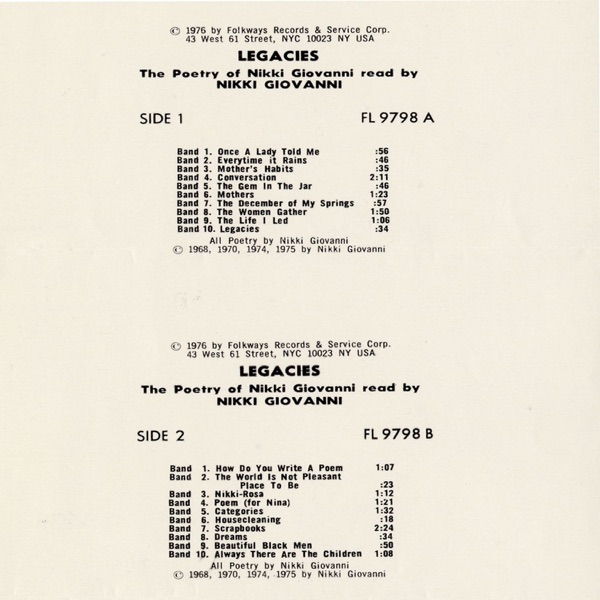 © 1976 by Folkways Records & Service Corp.
43 West 61 Street, NYC 10023 NY USA
LEGACIES
The Poetry of Nikki Giovanni read by
NIKKI GIOVANNI
SIDE 1 FL 9798 A
Band 1. Once A Lady Told Me :56
Band 2. Everytime it Rains :46
Band 3. Mother's Habits :35
Band 4. Conversation 2:11
Band 5. The Gem In The Jar :46
Band 6. Mothers 1:23
Band 7. The December of My Springs :57
Band 8. The Women Gather 1:50
Band 9. The Life I Led 1:06
Band 10. Legacies :34
All Poetry by Nikki Giovanni
© 1968, 1970, 1974, 1975 by Nikki Giovanni
© 1976 by Folkways Records & Service Corp.
43 West 61 Street, NYC 10023 NY USA
LEGACIES
The Poetry of Nikki Giovanni read by
NIKKI GIOVANNI
SIDE 2 FL 9798 B
Band 1. How Do You Write A Poem 1:07
Band 2. The World Is Not Pleasant
Place To Be :23
Band 3. Nikki-Rosa 1:12
Band 4. Poem (for Nina) 1:21
Band 5. Categories 1:32
Band 6. Housecleaning :18
Band 7. Scrapbooks 2:24
Band 8. Dreams :34
Band 9. Beautiful Black Men :50
Band 10. Always There Are The Children 1:08
All Poetry by Nikki Giovanni
© 1968, 1970, 1974, 1975 by Nikki Giovanni